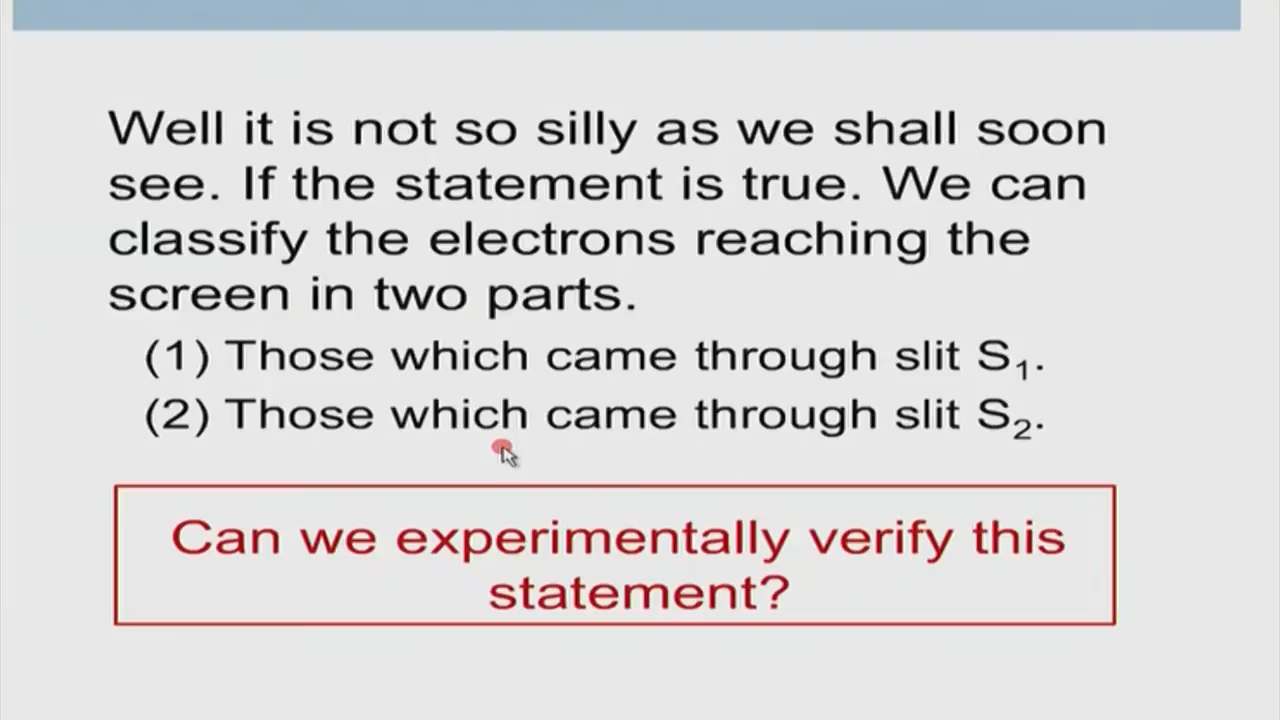 Well it is not so silly as we shall soon
see. If the statement is true. We can
classify the electrons reaching the
screen in two parts.
(1) Those which came through slit S₁.
(2) Those which came through slit S₂.
Can we experimentally verify this
statement?